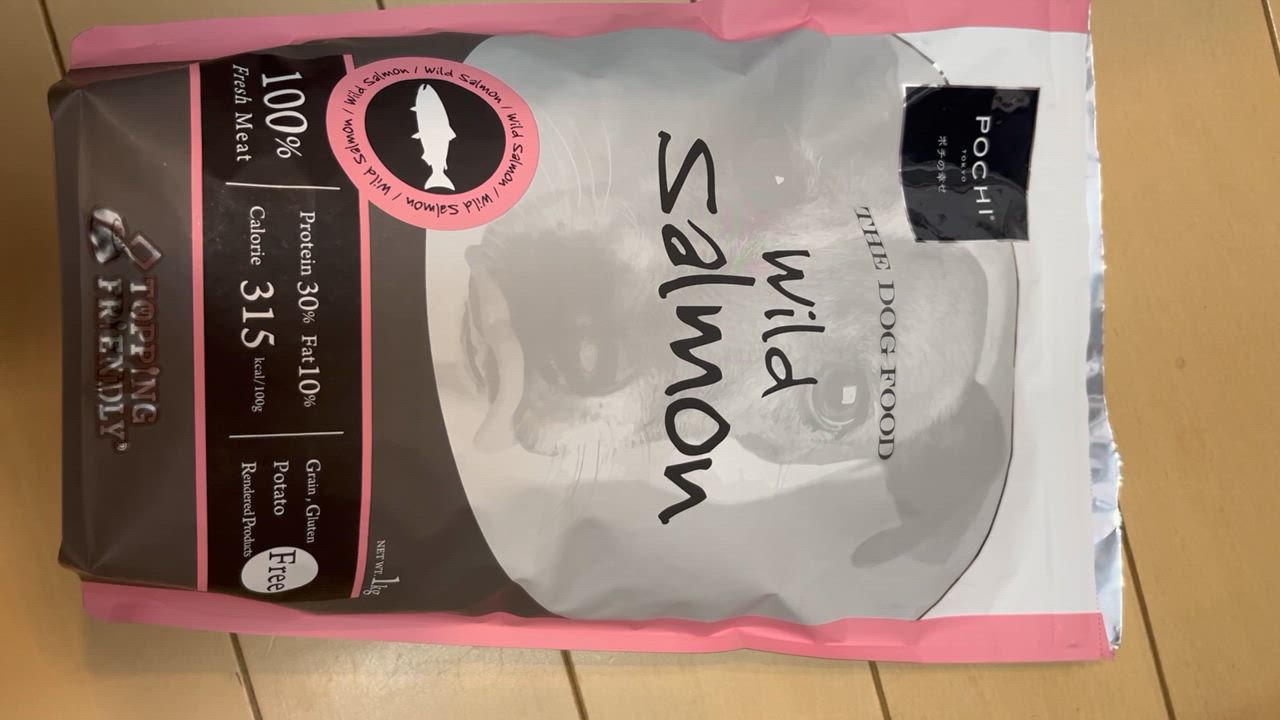 POCHI
TOKYO
ポチの幸せ
THE DOG FOOD
Wild
Salmon
Wild Salmon / Wild Salmon / Wild Salmon / Wild Salmon / Wild Salmon / Wild Salmon /
NET WT. 1kg
100%
Fresh Meat
Protein 30% Fat 10%
Calorie 315 kcal/100g
Grain, Gluten
Potato
Rendered Products
Free
TOPPING
FRIENDLY®